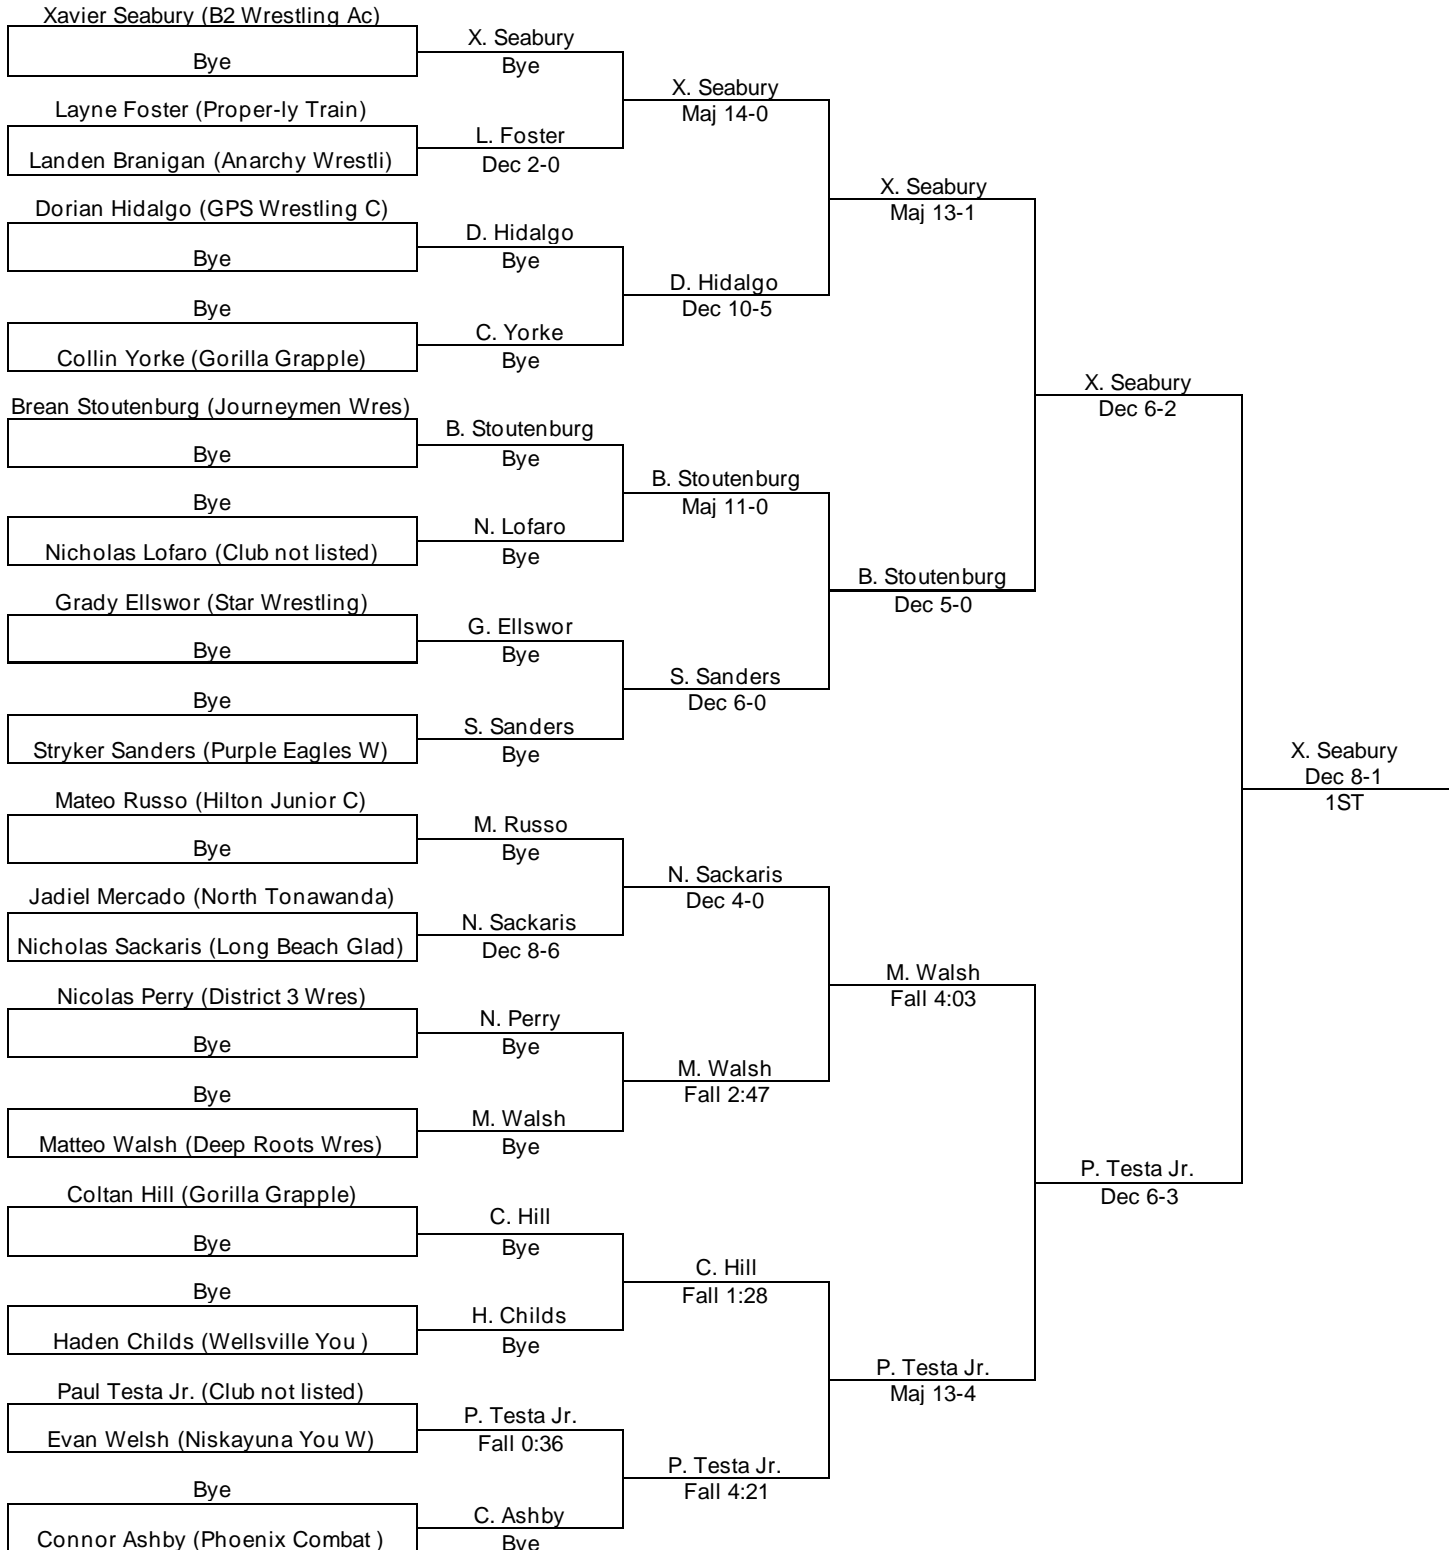 Xavier Seabury (B2 Wrestling Ac)
Bye
Layne Foster (Proper-ly Train)
Landen Branigan (Anarchy Wrestli)
Dorian Hidalgo (GPS Wrestling C)
Bye
Bye
Collin Yorke (Gorilla Grapple)
Brean Stoutenburg (Journeymen Wres)
Bye
Bye
Nicholas Lofaro (Club not listed)
Grady Ellswor (Star Wrestling)
Bye
Bye
Stryker Sanders (Purple Eagles W)
Mateo Russo (Hilton Junior C)
Bye
Jadiel Mercado (North Tonawanda)
Nicholas Sackaris (Long Beach Glad)
Nicolas Perry (District 3 Wres)
Bye
Bye
Matteo Walsh (Deep Roots Wres)
Coltan Hill (Gorilla Grapple)
Bye
Bye
Haden Childs (Wellsville You )
Paul Testa Jr. (Club not listed)
Evan Welsh (Niskayuna You W)
Bye
Connor Ashby (Phoenix Combat )
X. Seabury
Bye
L. Foster
Dec 2-0
D. Hidalgo
Bye
C. Yorke
Bye
B. Stoutenburg
Bye
N. Lofaro
Bye
G. Ellswor
Bye
S. Sanders
Bye
M. Russo
Bye
N. Sackaris
Dec 8-6
N. Perry
Bye
M. Walsh
Bye
C. Hill
Bye
H. Childs
Bye
P. Testa Jr.
Fall 0:36
C. Ashby
Bye
X. Seabury
Maj 14-0
D. Hidalgo
Dec 10-5
B. Stoutenburg
Maj 11-0
S. Sanders
Dec 6-0
N. Sackaris
Dec 4-0
M. Walsh
Fall 2:47
C. Hill
Fall 1:28
P. Testa Jr.
Fall 4:21
X. Seabury
Maj 13-1
B. Stoutenburg
Dec 5-0
M. Walsh
Fall 4:03
P. Testa Jr.
Maj 13-4
X. Seabury
Dec 6-2
P. Testa Jr.
Dec 6-3
X. Seabury
Dec 8-1
1ST